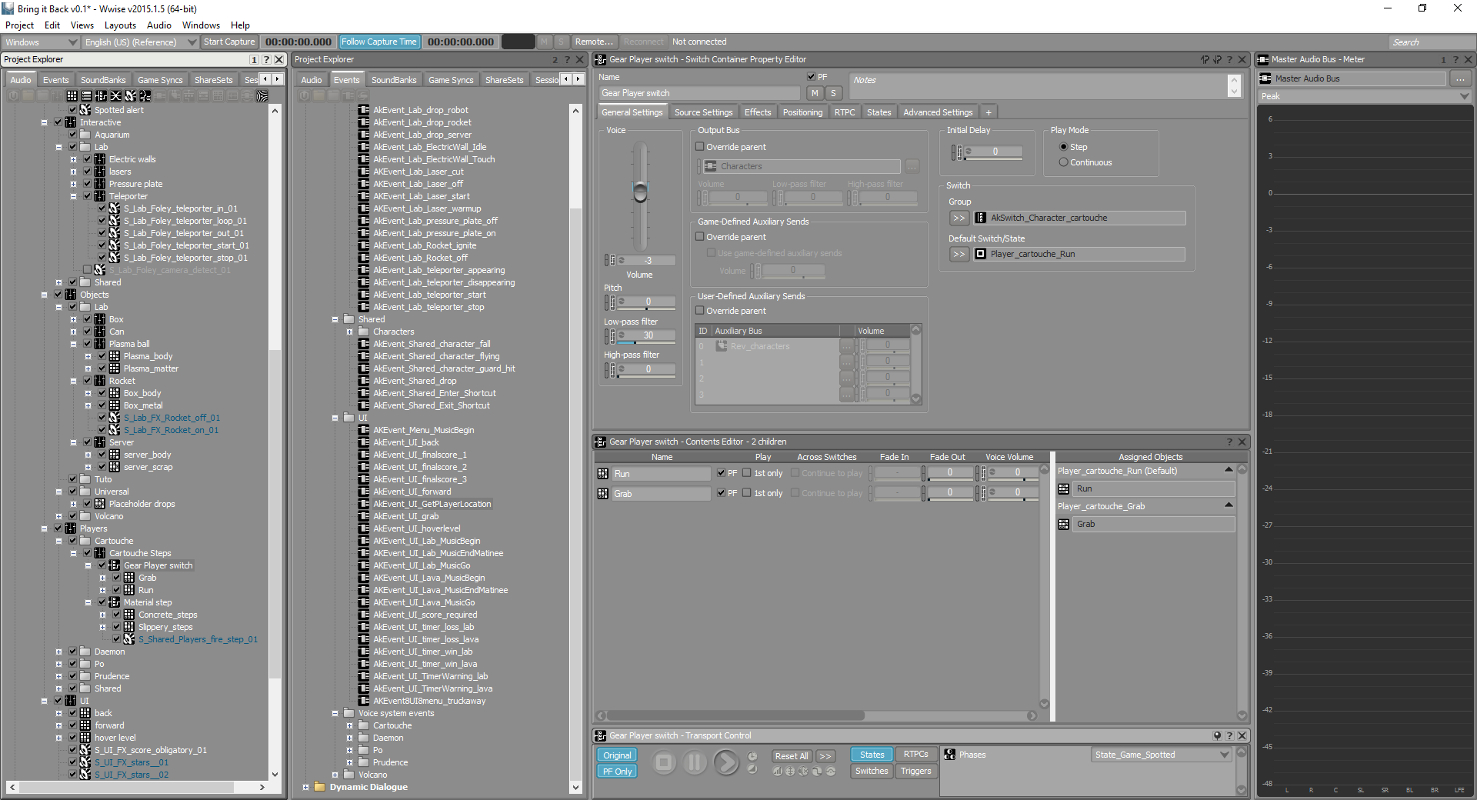 Bring it Back v0.1* - Wwise v2015.1.5 (64-bit)
Project Edit Views Layouts Audio Windows Help
Windows English (US) (Reference) Start Capture 00:00:00.000 Follow Capture Time 00:00:00.000 M S Remote... Reconnect Not connected Search
Project Explorer 1 ?
Audio Events SoundBanks Game Syncs ShareSets Ses
Spotted alert
Interactive
Aquarium
Lab
Electric walls
lasers
Pressure plate
Teleporter
S_Lab_Foley_teleporter_in_01
S_Lab_Foley_teleporter_loop_01
S_Lab_Foley_teleporter_out_01
S_Lab_Foley_teleporter_start_01
S_Lab_Foley_teleporter_stop_01
S_Lab_Foley_camera_detect_01
Shared
Objects
Lab
Box
Can
Plasma ball
Plasma_body
Plasma_matter
Rocket
Box_body
Box_metal
S_Lab_FX_Rocket_off_01
S_Lab_FX_Rocket_on_01
Server
server_body
server_scrap
Tuto
Universal
Placeholder drops
Volcano
Players
Cartouche
Cartouche Steps
Gear Player switch
Grab
Run
Material step
Concrete_steps
Slippery_steps
S_Shared_Players_fire_step_01
Daemon
Po
Prudence
Shared
UI
back
forward
hover level
S_UI_FX_score_obligatory_01
S_UI_FX_stars__01
S_UI_FX_stars__02
Project Explorer 2 ?
Audio Events SoundBanks Game Syncs ShareSets Sessio
AkEvent_Lab_drop_robot
AkEvent_Lab_drop_rocket
AkEvent_Lab_drop_server
AkEvent_Lab_ElectricWall_Idle
AkEvent_Lab_ElectricWall_Touch
AkEvent_Lab_Laser_cut
AkEvent_Lab_Laser_off
AkEvent_Lab_Laser_start
AkEvent_Lab_Laser_warmup
AkEvent_Lab_pressure_plate_off
AkEvent_Lab_pressure_plate_on
AkEvent_Lab_Rocket_ignite
AkEvent_Lab_Rocket_off
AkEvent_Lab_teleporter_appearing
AkEvent_Lab_teleporter_disappearing
AkEvent_Lab_teleporter_start
AkEvent_Lab_teleporter_stop
Shared
Characters
AkEvent_Shared_character_fall
AkEvent_Shared_character_flying
AkEvent_Shared_character_guard_hit
AkEvent_Shared_drop
AkEvent_Shared_Enter_Shortcut
AkEvent_Shared_Exit_Shortcut
UI
AKEvent_Menu_MusicBegin
AkEvent_UI_back
AkEvent_UI_finalscore_1
AkEvent_UI_finalscore_2
AkEvent_UI_finalscore_3
AkEvent_UI_forward
AkEvent_UI_GetPLayerLocation
AkEvent_UI_grab
AkEvent_UI_hoverlevel
AKEvent_UI_Lab_MusicBegin
AKEvent_UI_Lab_MusicEndMatinee
AKEvent_UI_Lab_MusicGo
AKEvent_UI_Lava_MusicBegin
AKEvent_UI_Lava_MusicEndMatinee
AKEvent_UI_Lava_MusicGo
AKEvent_UI_score_required
AKEvent_UI_timer_loss_lab
AKEvent_UI_timer_loss_lava
AKEvent_UI_timer_win_lab
AKEvent_UI_timer_win_lava
AKEvent_UI_TimerWarning_lab
AKEvent_UI_TimerWarning_lava
AKEvent8UI8menu_truckaway
Voice system events
Cartouche
Daemon
Po
Prudence
Volcano
Dynamic Dialogue
Gear Player switch - Switch Container Property Editor ?
Name PF Notes
Gear Player switch M S
General Settings Source Settings Effects Positioning RTPC States Advanced Settings +
Voice
-3
Volume
Pitch
0
Low-pass filter
30
High-pass filter
0
Output Bus
Override parent
Characters ...
Volume Low-pass filter High-pass filter
0 0 0
Game-Defined Auxiliary Sends
Override parent
Use game-defined auxiliary sends
Volume 0
User-Defined Auxiliary Sends
Override parent
ID Auxiliary Bus Volume
0 Rev_characters ... 0
1 ... 0
2 ... 0
3 ... 0
Initial Delay
0
Play Mode
Step
Continuous
Switch
Group
>> AkSwitch_Character_cartouche
Default Switch/State
>> Player_cartouche_Run
Gear Player switch - Contents Editor - 2 children ?
Name Play Across Switches Fade In Fade Out Voice Volume
Run PF 1st only Continue to play - 0 0
Grab PF 1st only Continue to play - 0 0
Assigned Objects
Player_cartouche_Run (Default)
Run
Player_cartouche_Grab
Grab
Gear Player switch - Transport Control ?
Original
PF Only
Reset All >>
States RTPCs
Switches Triggers
Phases State_Game_Spotted
Master Audio Bus - Meter 1 ?
Master Audio Bus ...
Peak
6
3
0
-3
-6
-9
-12
-15
-18
-21
-24
-27
-30
-33
-36
-39
-42
-45
-48
L R C SL SR BL BR LFE